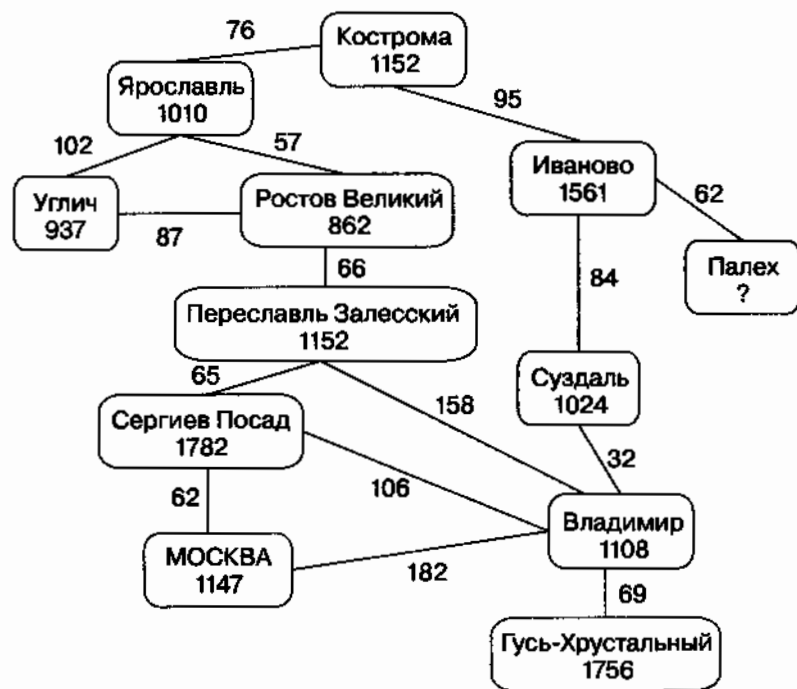 76
Кострома
1152
Ярославль
1010
95
102
57
Иваново
1561
Углич
937
87
Ростов Великий
862
62
66
84
Палех
?
Переславль Залесский
1152
65
158
Суздаль
1024
Сергиев Посад
1782
32
62
106
Владимир
1108
МОСКВА
1147
182
69
Гусь-Хрустальный
1756